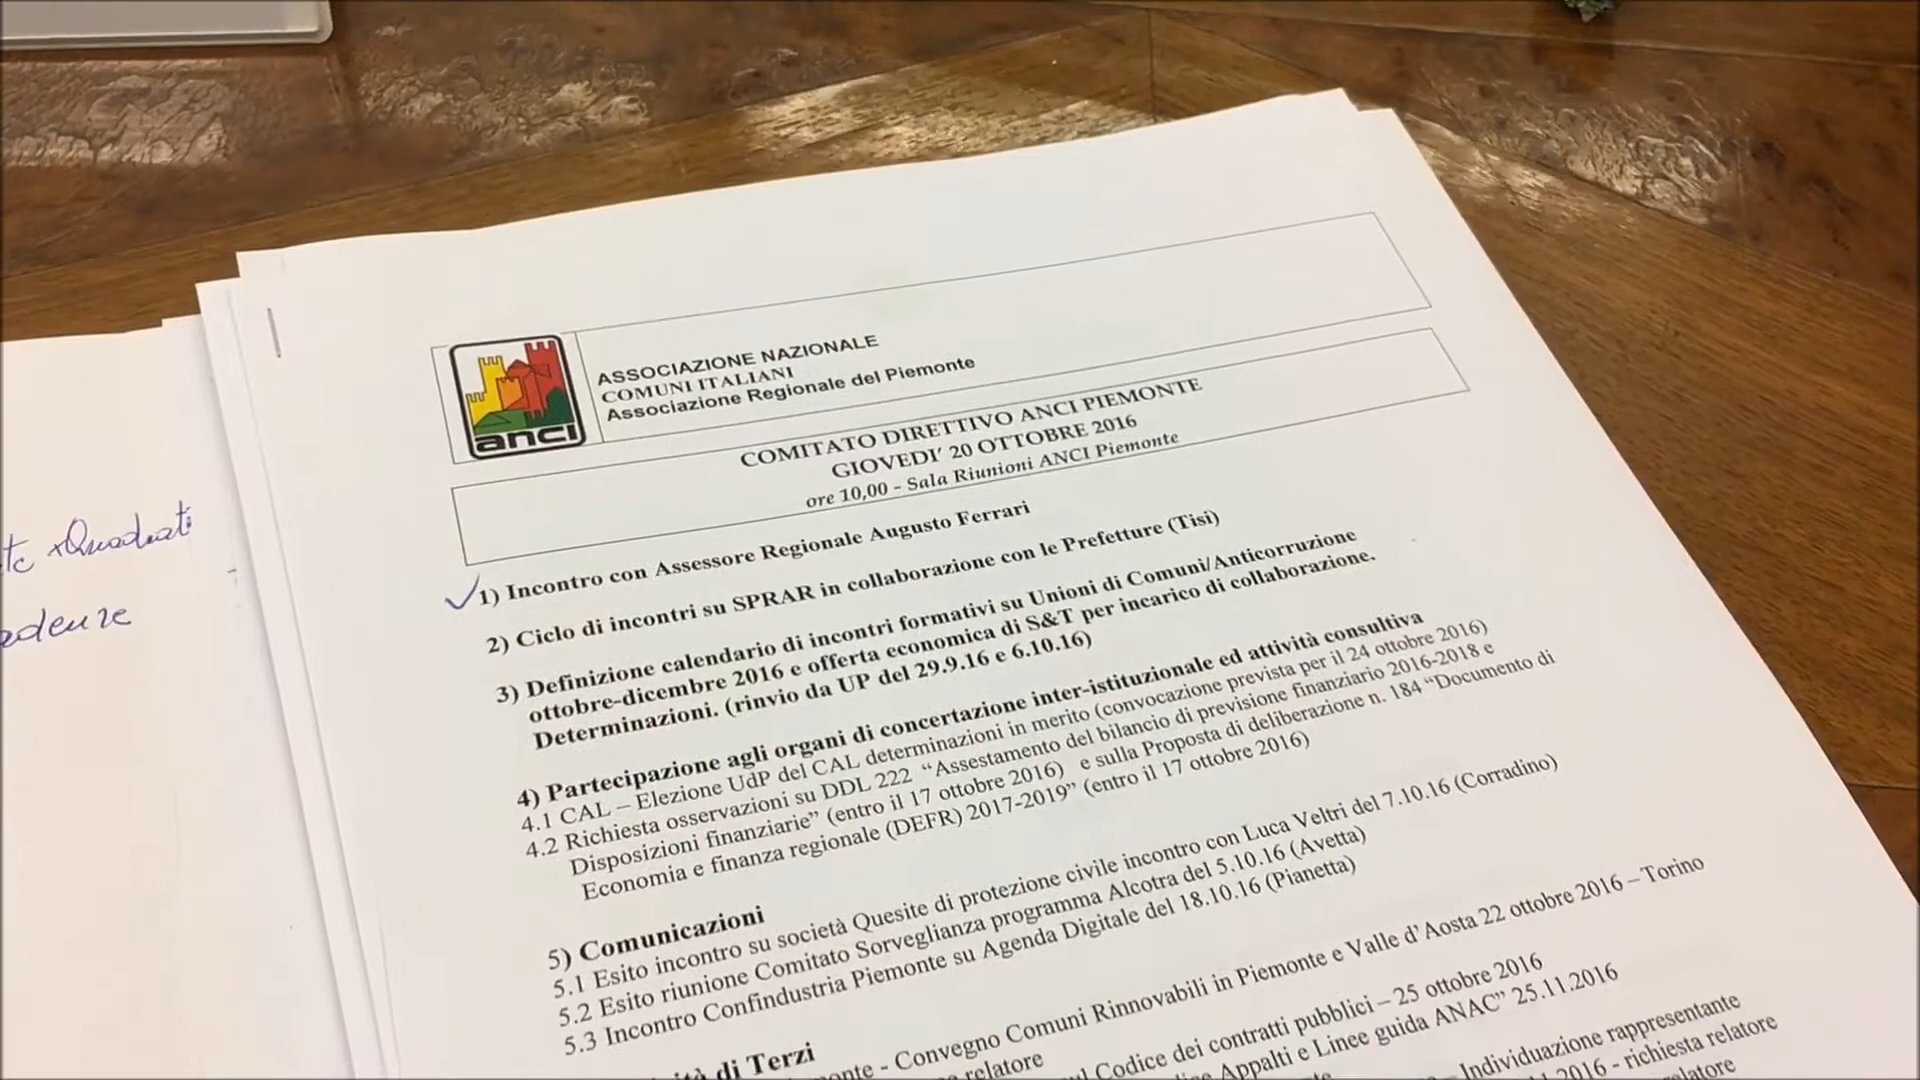 ASSOCIAZIONE NAZIONALE
COMUNI ITALIANI
Associazione Regionale del Piemonte
anci
COMITATO DIRETTIVO ANCI PIEMONTE
GIOVEDI' 20 OTTOBRE 2016
ore 10,00 - Sala Riunioni ANCI Piemonte
1) Incontro con Assessore Regionale Augusto Ferrari
2) Ciclo di incontri su SPRAR in collaborazione con le Prefetture (Tisi)
3) Definizione calendario di incontri formativi su Unioni di Comuni/Anticorruzione
ottobre-dicembre 2016 e offerta economica di S&T per incarico di collaborazione.
Determinazioni. (rinvio da UP del 29.9.16 e 6.10.16)
4) Partecipazione agli organi di concertazione inter-istituzionale ed attività consultiva
4.1 CAL – Elezione UdP del CAL determinazioni in merito (convocazione prevista per il 24 ottobre 2016)
4.2 Richiesta osservazioni su DDL 222 “Assestamento del bilancio di previsione finanziario 2016-2018 e
Disposizioni finanziarie” (entro il 17 ottobre 2016) e sulla Proposta di deliberazione n. 184 “Documento di
Economia e finanza regionale (DEFR) 2017-2019” (entro il 17 ottobre 2016)
5) Comunicazioni
5.1 Esito incontro su società Quesite di protezione civile incontro con Luca Veltri del 7.10.16 (Corradino)
5.2 Esito riunione Comitato Sorveglianza programma Alcotra del 5.10.16 (Avetta)
5.3 Incontro Confindustria Piemonte su Agenda Digitale del 18.10.16 (Pianetta)
di Terzi
- Convegno Comuni Rinnovabili in Piemonte e Valle d’Aosta 22 ottobre 2016 – Torino
relatore
Codice dei contratti pubblici – 25 ottobre 2016
Appalti e Linee guida ANAC” 25.11.2016
– Individuazione rappresentante
2016 - richiesta relatore
relatore